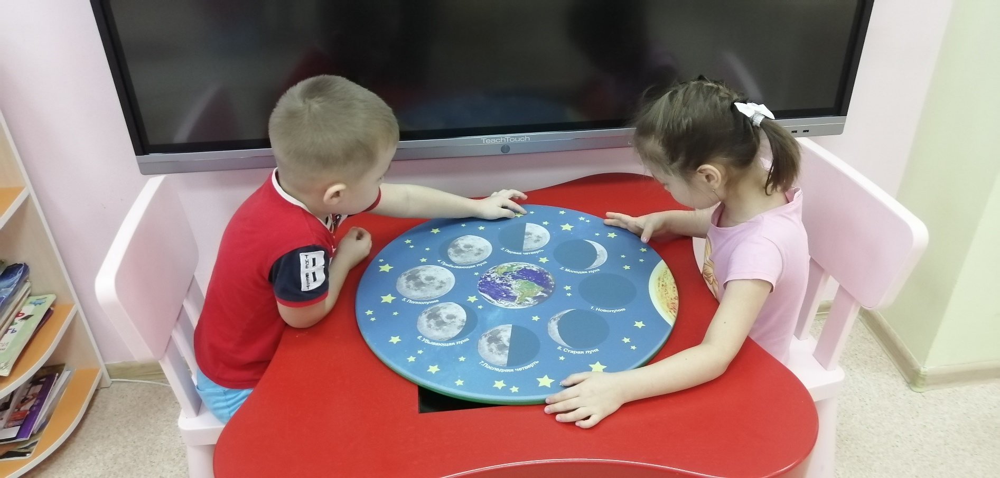 TeachTouch
THE BEST
B
3. Первая четверть
4. Прибывающая луна
2. Молодая луна
5. Полнолуние
1. Новолуние
6. Убывающая луна
8. Старая луна
7.Последняя четверть